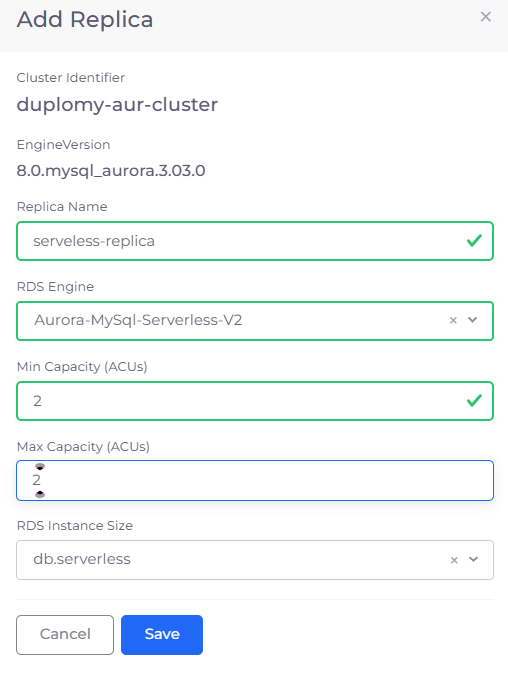 Add Replica
Cluster Identifier
duplomy-aur-cluster
EngineVersion
8.0.mysql_aurora.3.03.0
Replica Name
serveless-replica
RDS Engine
Aurora-MySql-Serverless-V2
Min Capacity (ACUs)
2
Max Capacity (ACUs)
2
RDS Instance Size
db.serverless
Cancel
Save